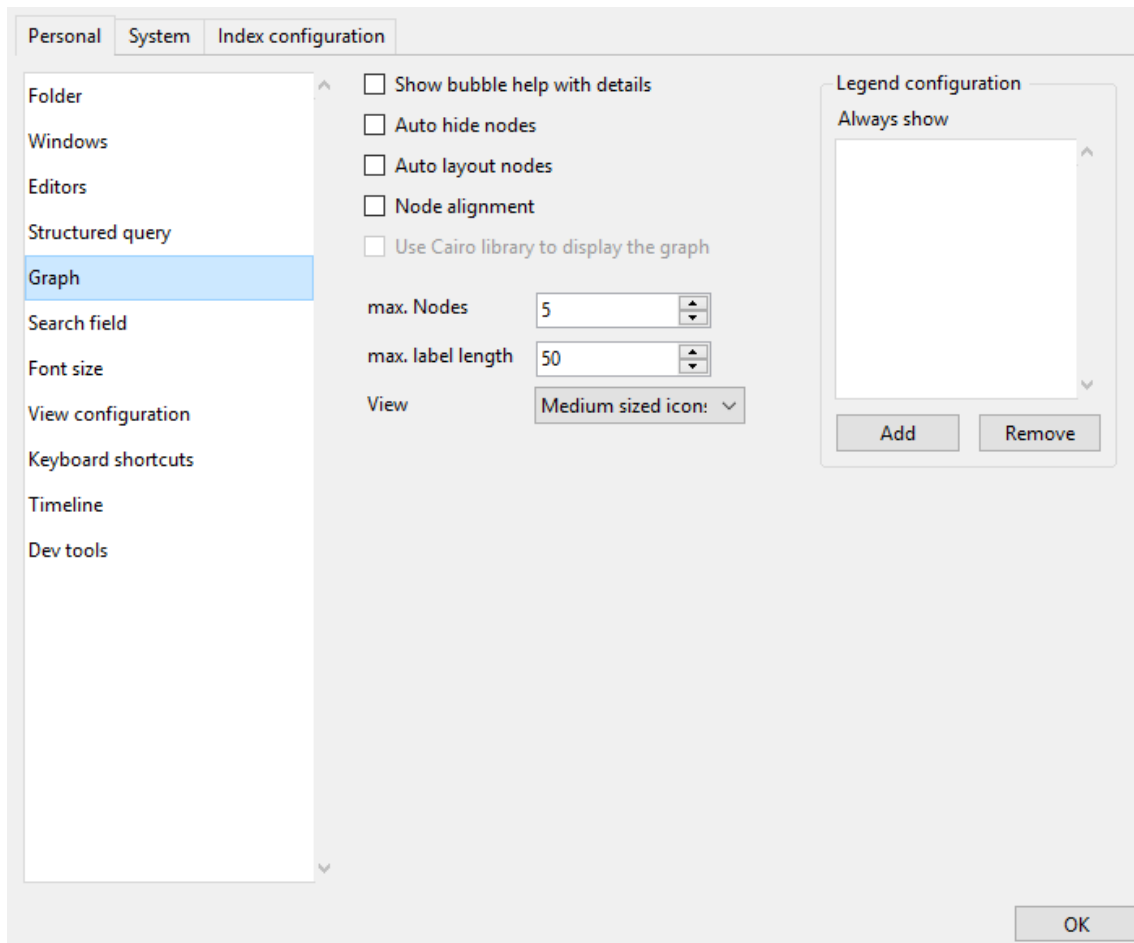 Personal System Index configuration
Folder
Windows
Editors
Structured query
Graph
Search field
Font size
View configuration
Keyboard shortcuts
Timeline
Dev tools
Show bubble help with details
Auto hide nodes
Auto layout nodes
Node alignment
Use Cairo library to display the graph
max. Nodes 5
max. label length 50
View Medium sized icons
Legend configuration
Always show
Add Remove
OK